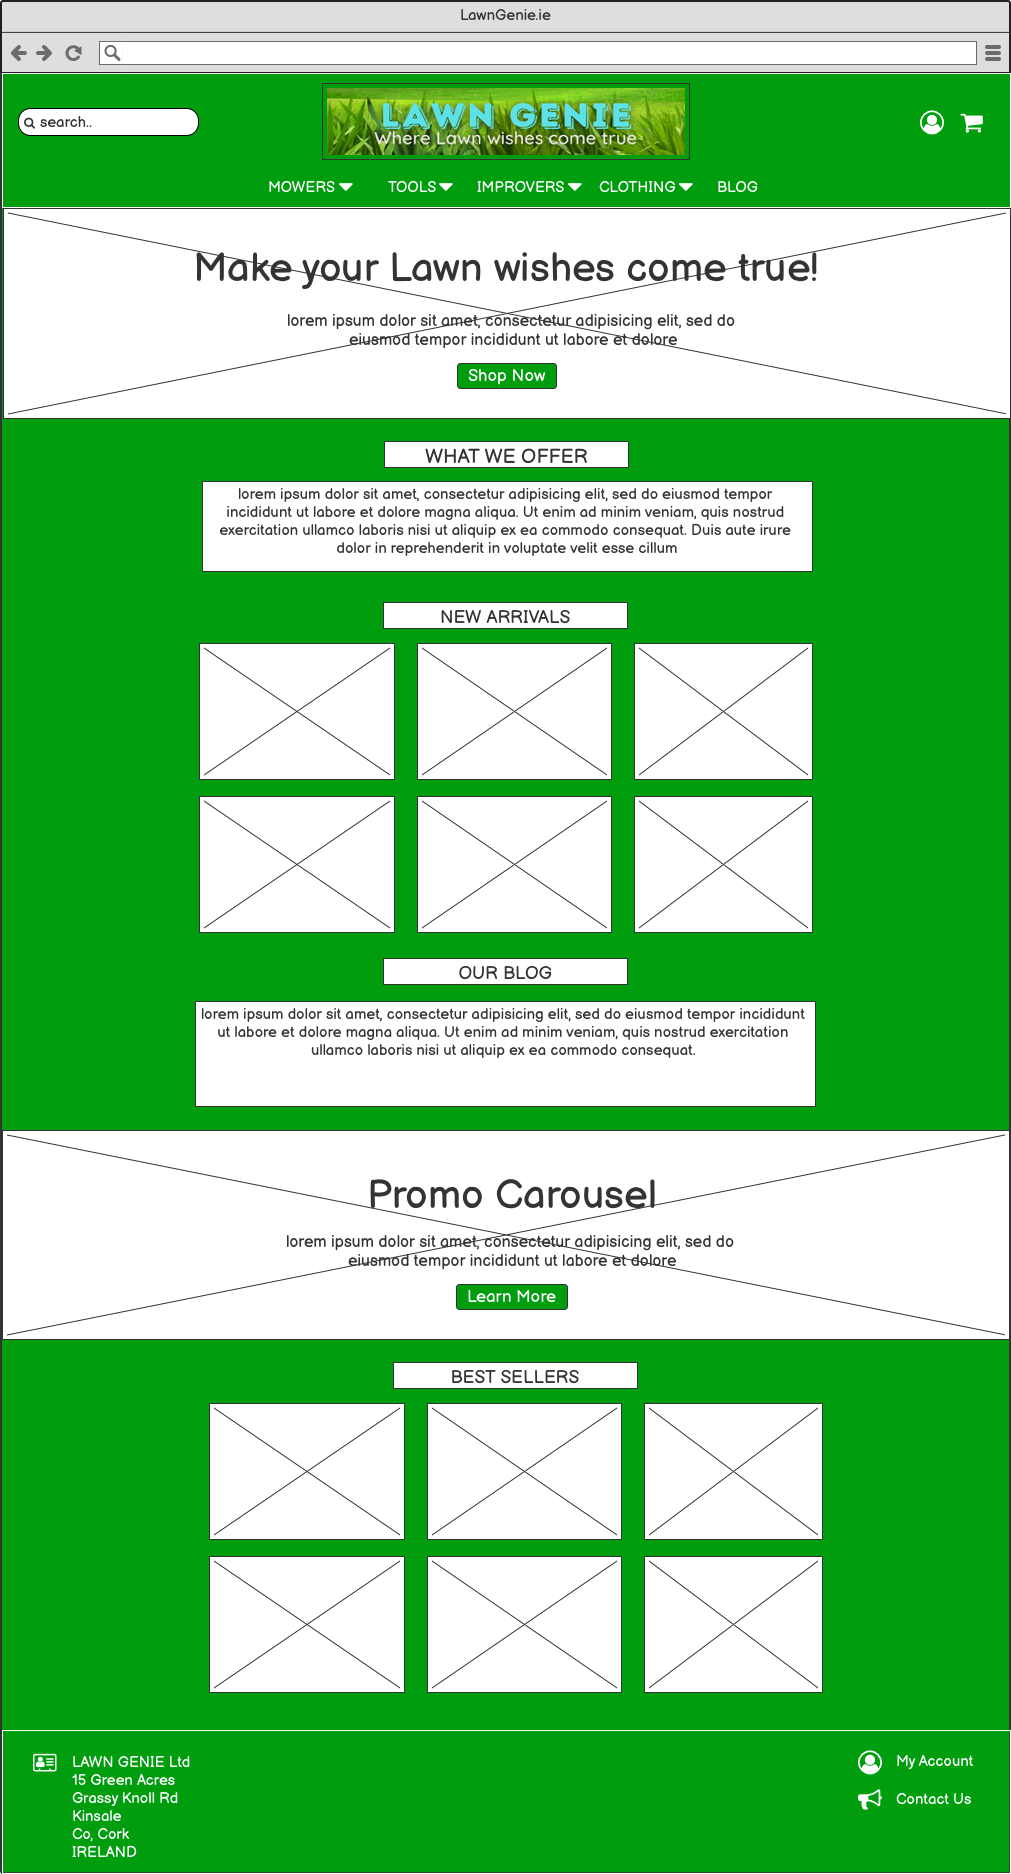 LawnGenie.ie
search..
LAWN GENIE
Where Lawn wishes come true
MOWERS TOOLS IMPROVERS CLOTHING BLOG
Make your Lawn wishes come true!
lorem ipsum dolor sit amet, consectetur adipisicing elit, sed do
eiusmod tempor incididunt ut labore et dolore
Shop Now
WHAT WE OFFER
lorem ipsum dolor sit amet, consectetur adipisicing elit, sed do eiusmod tempor
incididunt ut labore et dolore magna aliqua. Ut enim ad minim veniam, quis nostrud
exercitation ullamco laboris nisi ut aliquip ex ea commodo consequat. Duis aute irure
dolor in reprehenderit in voluptate velit esse cillum
NEW ARRIVALS
OUR BLOG
lorem ipsum dolor sit amet, consectetur adipisicing elit, sed do eiusmod tempor incididunt
ut labore et dolore magna aliqua. Ut enim ad minim veniam, quis nostrud exercitation
ullamco laboris nisi ut aliquip ex ea commodo consequat.
Promo Carousel
lorem ipsum dolor sit amet, consectetur adipisicing elit, sed do
eiusmod tempor incididunt ut labore et dolore
Learn More
BEST SELLERS
LAWN GENIE Ltd
15 Green Acres
Grassy Knoll Rd
Kinsale
Co, Cork
IRELAND
My Account
Contact Us